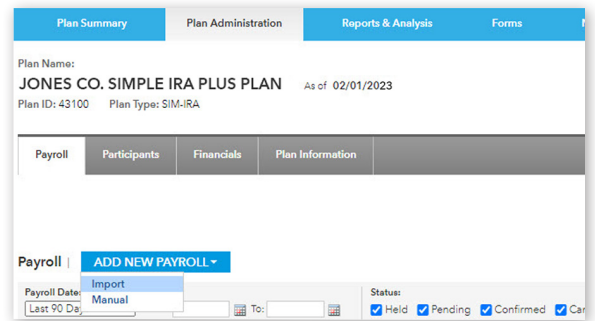 Plan Summary Plan Administration Reports & Analysis Forms
Plan Name:
JONES CO. SIMPLE IRA PLUS PLAN As of 02/01/2023
Plan ID: 43100 Plan Type: SIM-IRA
Payroll Participants Financials Plan Information
Payroll | ADD NEW PAYROLL
Import
Manual
Payroll Date: Status:
Last 90 Da To: Held Pending Confirmed Can